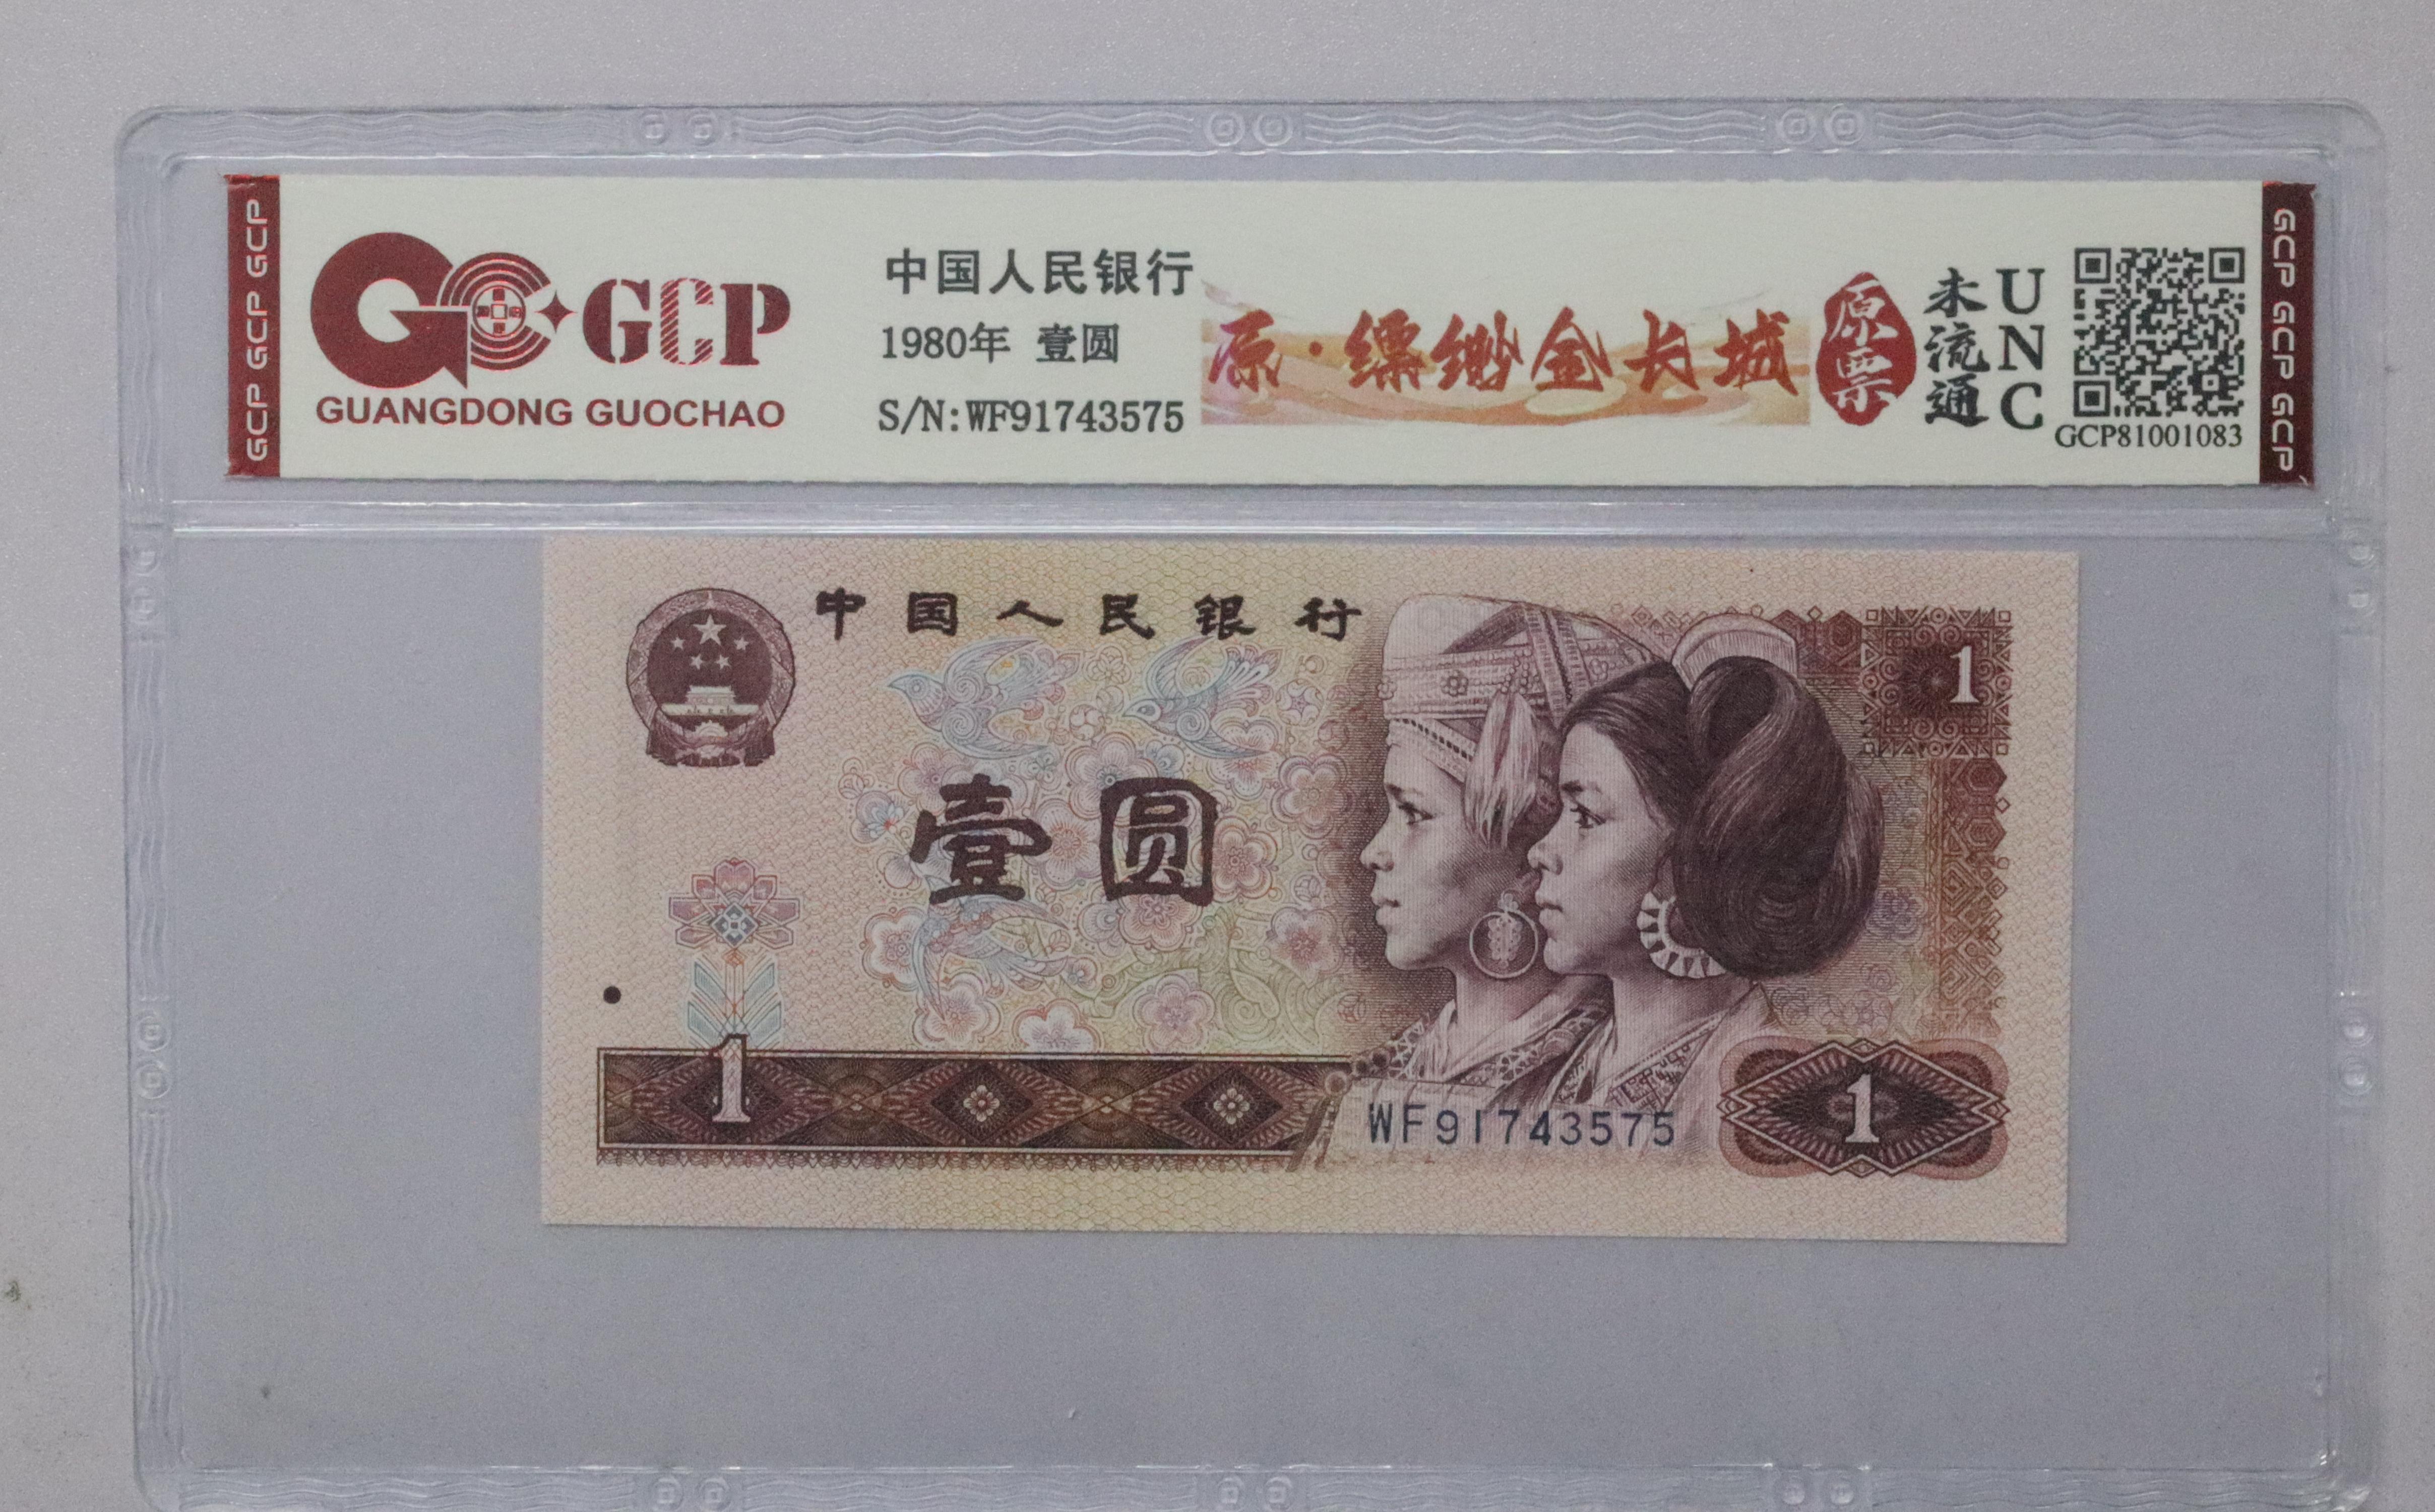 GCP GCP GCP
GCP
GUANGDONG GUOCHAO
中国人民银行
1980年 壹圆
S/N:WF91743575
原·缥缈金长城
原票
未流通
UNC
GCP81001083
GCP GCP GCP
中国人民银行
1
壹圆
1
WF91743575
1